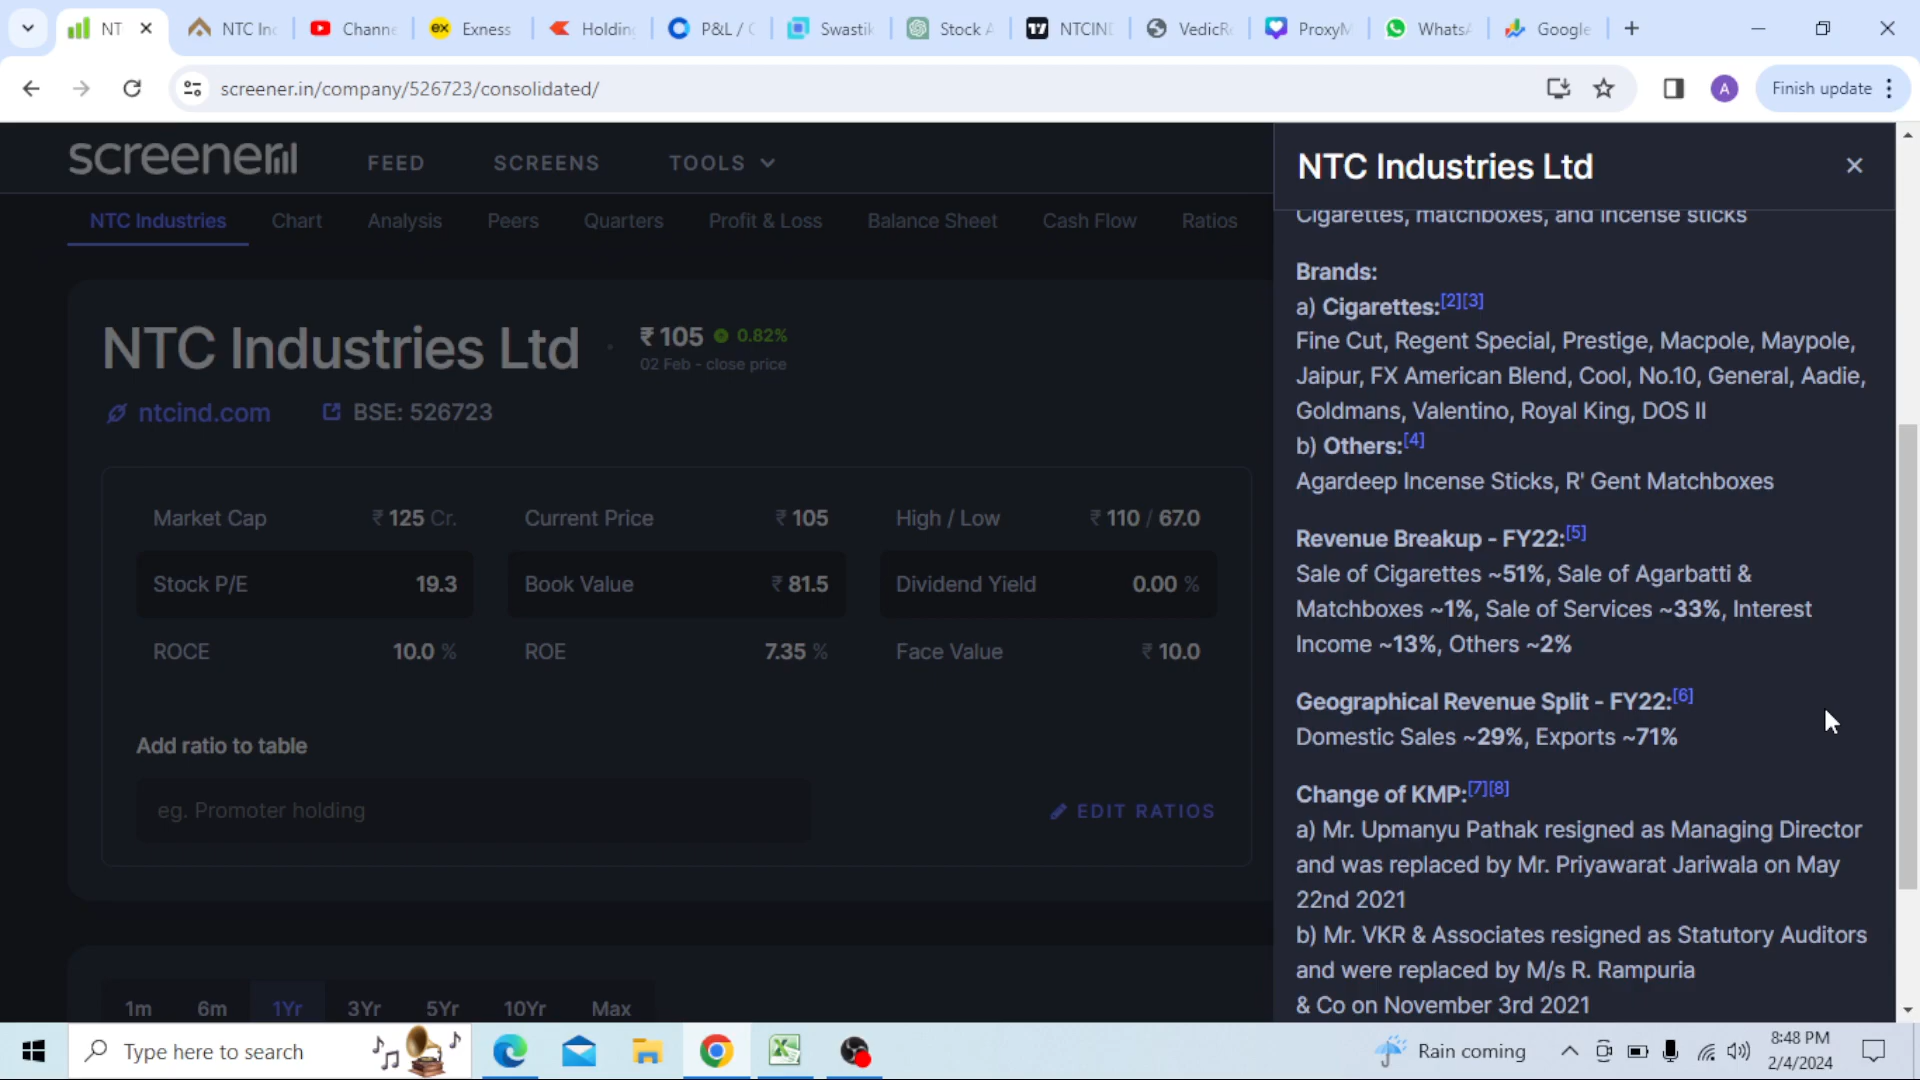 NT
NTC Inc
Channe
Exness
Holding
P&L / C
Swastik
Stock A
NTCIND
VedicRe
ProxyM
WhatsA
Google
screener.in/company/526723/consolidated/
A
Finish update
screener
FEED
SCREENS
TOOLS
NTC Industries Chart Analysis Peers Quarters Profit & Loss Balance Sheet Cash Flow Ratios
NTC Industries Ltd
₹ 105 0.82%
02 Feb - close price
ntcind.com
BSE: 526723
Market Cap ₹ 125 Cr. Current Price ₹ 105 High / Low ₹ 110 / 67.0
Stock P/E 19.3 Book Value ₹ 81.5 Dividend Yield 0.00 %
ROCE 10.0 % ROE 7.35 % Face Value ₹ 10.0
Add ratio to table
eg. Promoter holding
EDIT RATIOS
1m 6m 1Yr 3Yr 5Yr 10Yr Max
NTC Industries Ltd
Cigarettes, matchboxes, and incense sticks
Brands:
a) Cigarettes:[2][3]
Fine Cut, Regent Special, Prestige, Macpole, Maypole,
Jaipur, FX American Blend, Cool, No.10, General, Aadie,
Goldmans, Valentino, Royal King, DOS II
b) Others:[4]
Agardeep Incense Sticks, R' Gent Matchboxes
Revenue Breakup - FY22:[5]
Sale of Cigarettes ~51%, Sale of Agarbatti &
Matchboxes ~1%, Sale of Services ~33%, Interest
Income ~13%, Others ~2%
Geographical Revenue Split - FY22:[6]
Domestic Sales ~29%, Exports ~71%
Change of KMP:[7][8]
a) Mr. Upmanyu Pathak resigned as Managing Director
and was replaced by Mr. Priyawarat Jariwala on May
22nd 2021
b) Mr. VKR & Associates resigned as Statutory Auditors
and were replaced by M/s R. Rampuria
& Co on November 3rd 2021
Type here to search
Rain coming
8:48 PM
2/4/2024